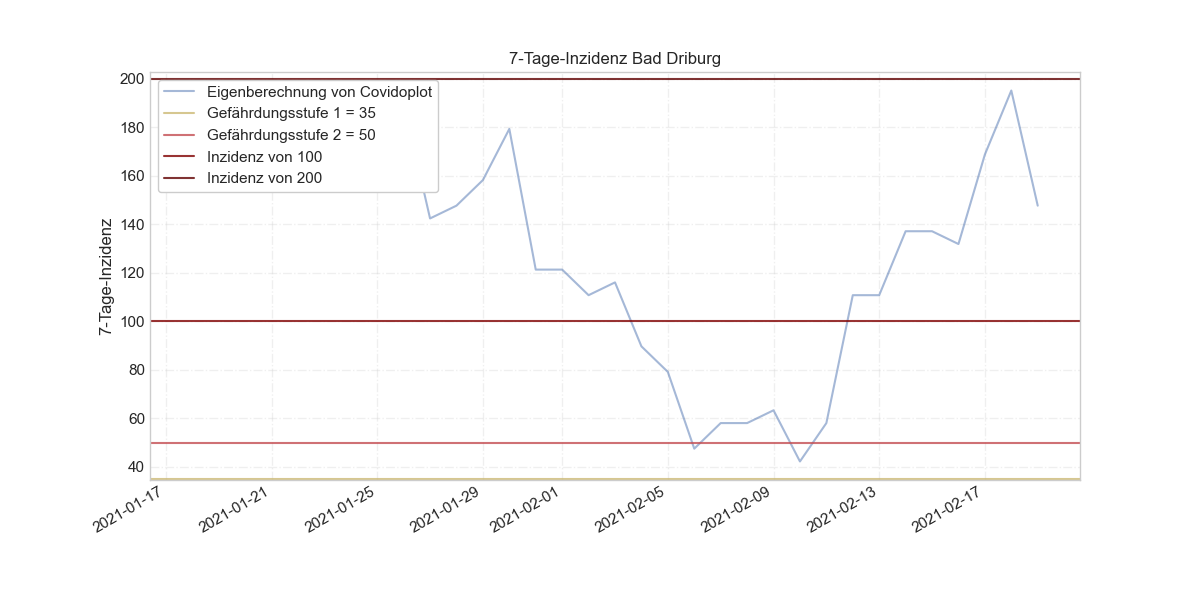 7-Tage-Inzidenz Bad Driburg
Eigenberechnung von Covidoplot
Gefährdungsstufe 1 = 35
Gefährdungsstufe 2 = 50
Inzidenz von 100
Inzidenz von 200
7-Tage-Inzidenz
200
180
160
140
120
100
80
60
40
2021-01-17
2021-01-21
2021-01-25
2021-01-29
2021-02-01
2021-02-05
2021-02-09
2021-02-13
2021-02-17